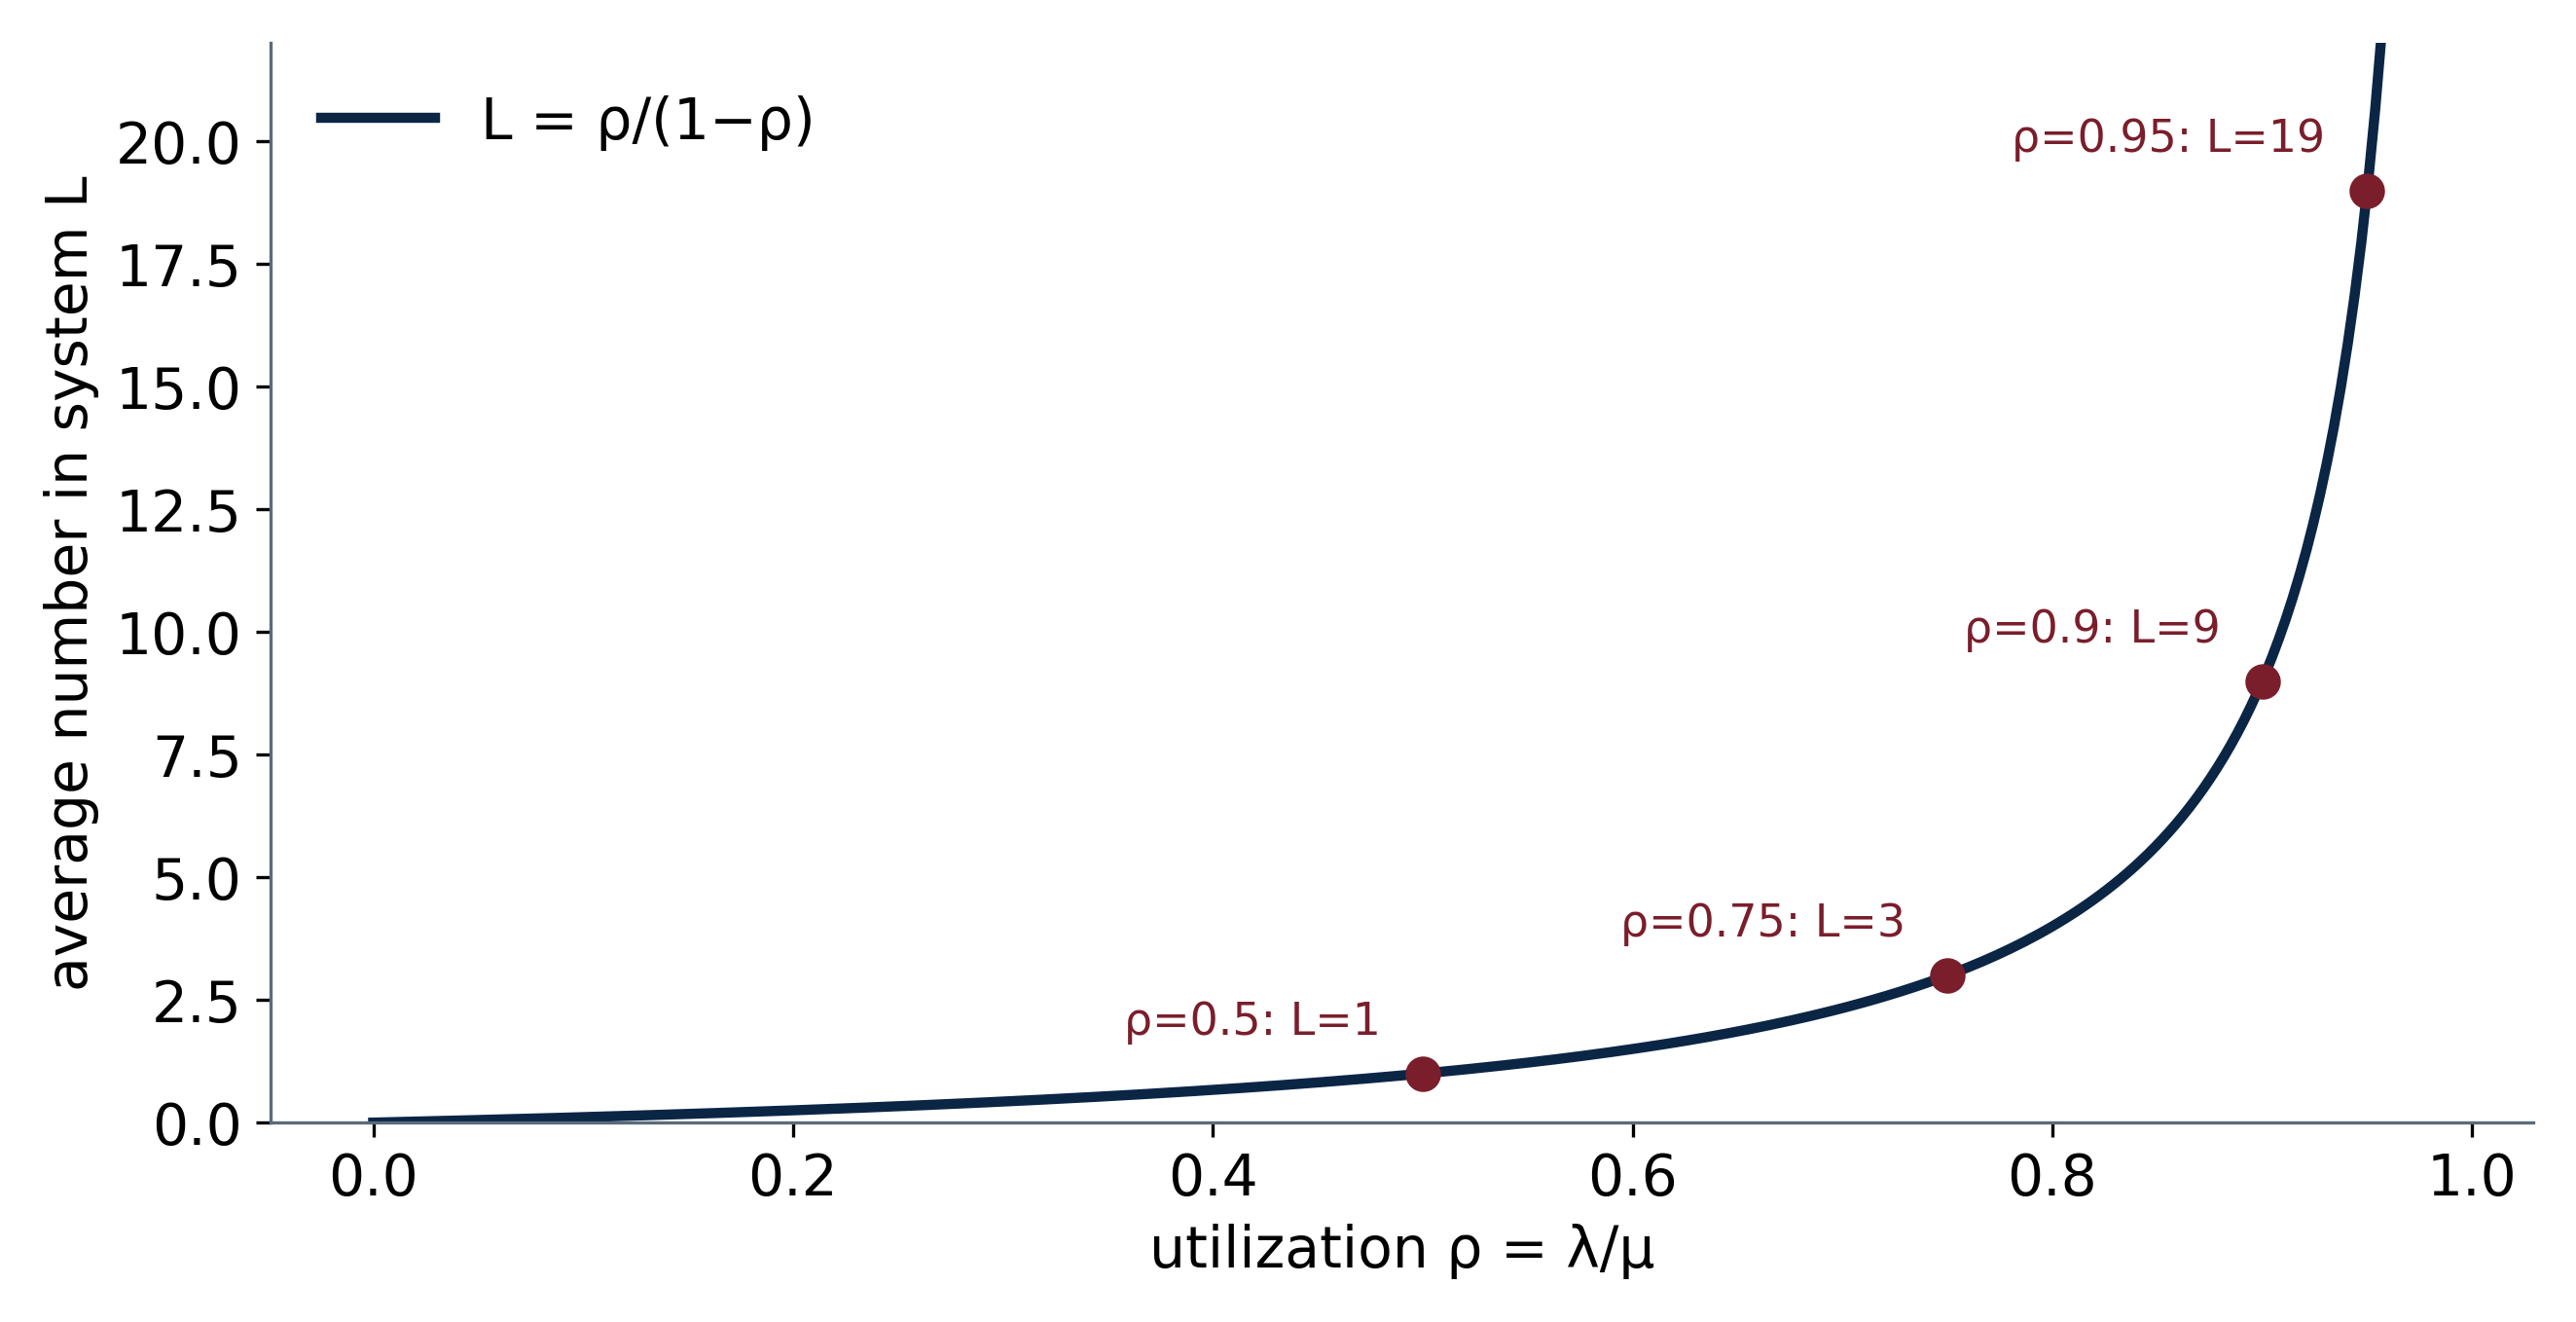 L = ρ/(1−ρ)
ρ=0.95: L=19
ρ=0.9: L=9
ρ=0.75: L=3
ρ=0.5: L=1
average number in system L
20.0
17.5
15.0
12.5
10.0
7.5
5.0
2.5
0.0
0.0 0.2 0.4 0.6 0.8 1.0
utilization ρ = λ/μ